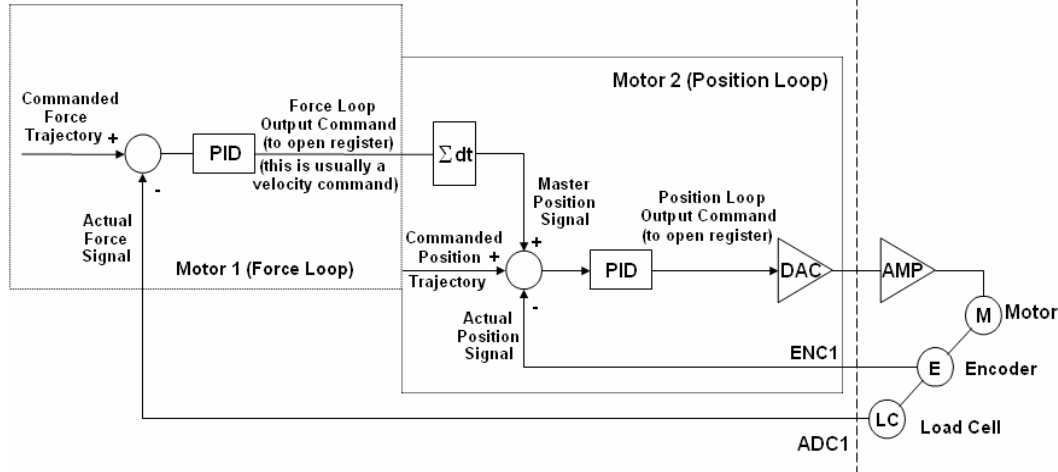 Motor 2 (Position Loop)
Commanded
Force
Trajectory +
-
PID
Force Loop
Output Command
(to open register)
(this is usually a
velocity command)
Σ dt
Actual
Force
Signal
Motor 1 (Force Loop)
Master
Position
Signal
+
Commanded
Position +
Trajectory
-
Actual
Position
Signal
PID
Position Loop
Output Command
(to open register)
DAC
AMP
M
Motor
ENC1
E
Encoder
LC
Load Cell
ADC1